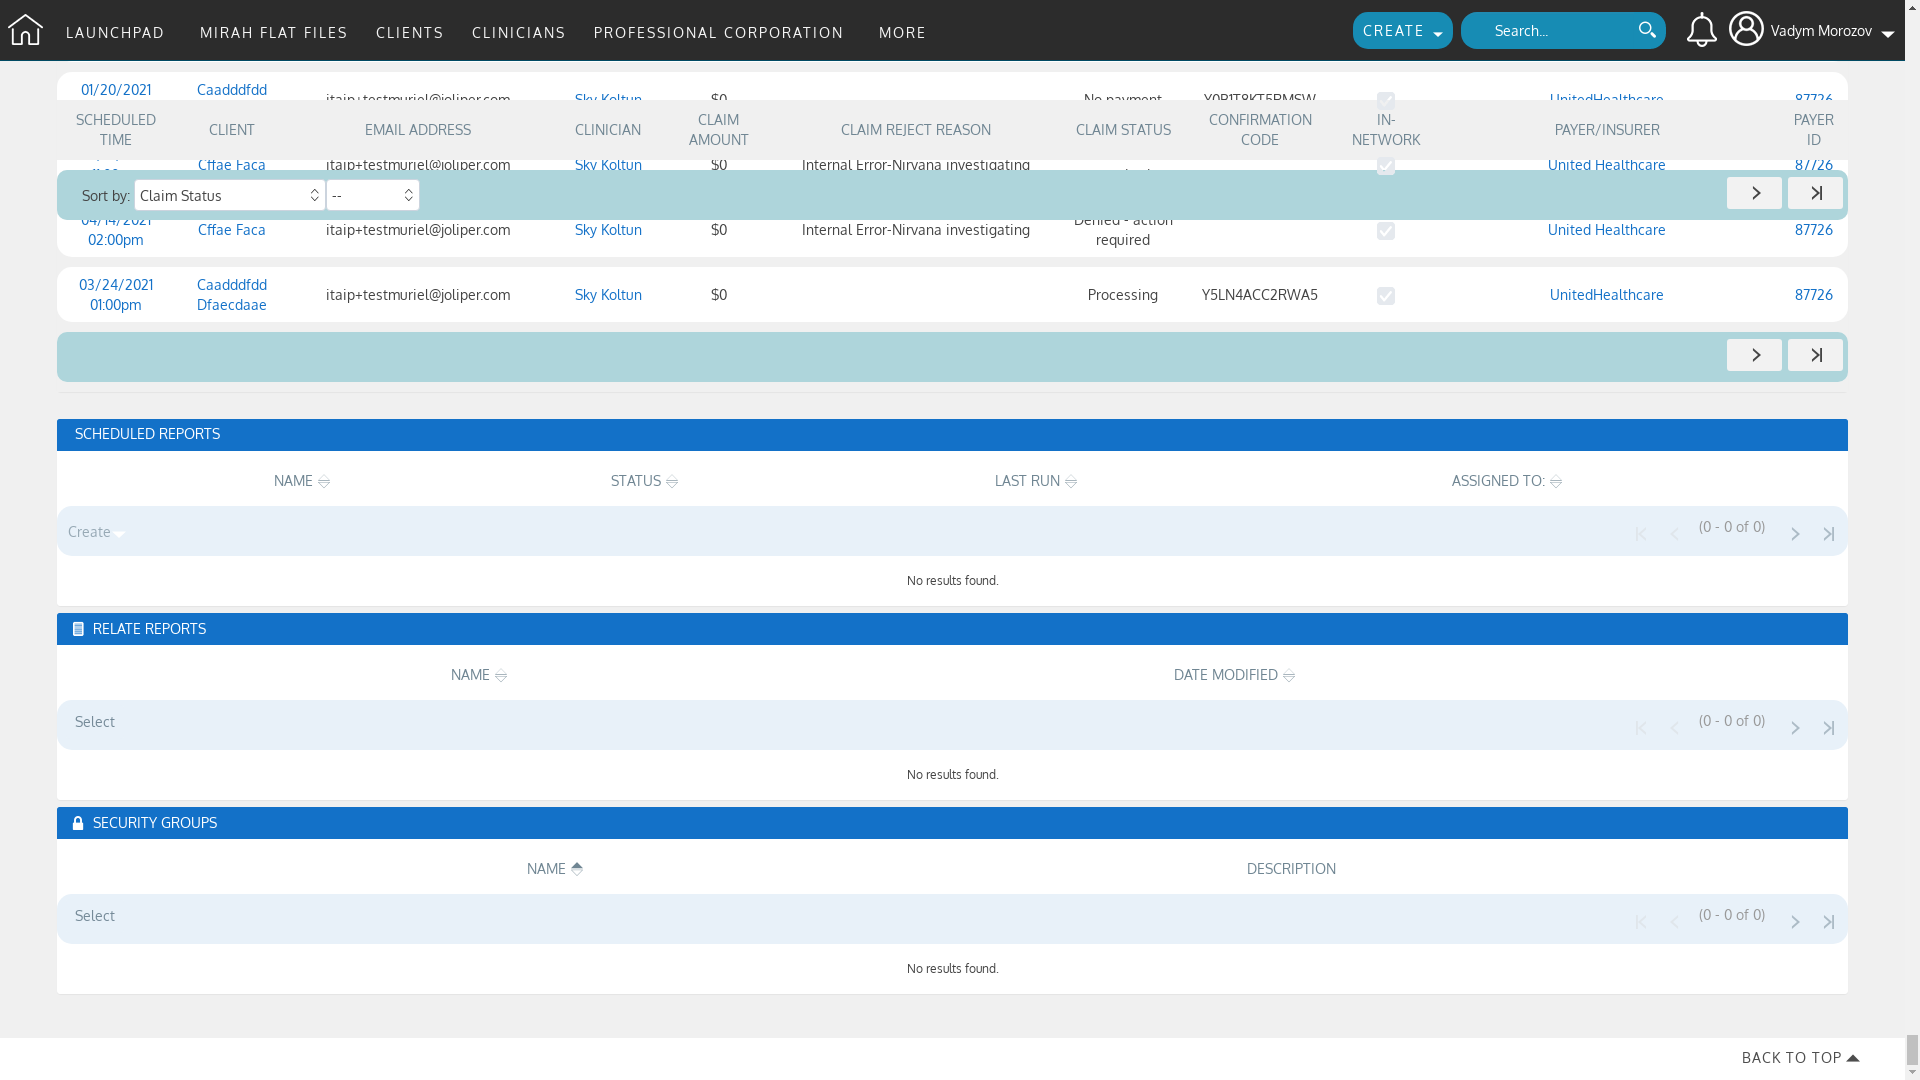 LAUNCHPAD MIRAH FLAT FILES CLIENTS CLINICIANS PROFESSIONAL CORPORATION MORE CREATE Search... Vadym Morozov
01/20/2021 Caadddfdd
itaip+testmuriel@joliper.com Sky Koltun $0 No payment UnitedHealthcare 87726
SCHEDULED TIME CLIENT EMAIL ADDRESS CLINICIAN CLAIM AMOUNT CLAIM REJECT REASON CLAIM STATUS CONFIRMATION CODE IN-NETWORK PAYER/INSURER PAYER ID
Cffae Faca itaip+testmuriel@joliper.com Sky Koltun $0 Internal Error-Nirvana investigating United Healthcare 87726
Sort by: Claim Status --
04/14/2021 02:00pm Cffae Faca itaip+testmuriel@joliper.com Sky Koltun $0 Internal Error-Nirvana investigating Denied - action required United Healthcare 87726
03/24/2021 01:00pm Caadddfdd Dfaecdaae itaip+testmuriel@joliper.com Sky Koltun $0 Processing Y5LN4ACC2RWA5 UnitedHealthcare 87726
SCHEDULED REPORTS
NAME STATUS LAST RUN ASSIGNED TO:
Create (0 - 0 of 0)
No results found.
RELATE REPORTS
NAME DATE MODIFIED
Select (0 - 0 of 0)
No results found.
SECURITY GROUPS
NAME DESCRIPTION
Select (0 - 0 of 0)
No results found.
BACK TO TOP